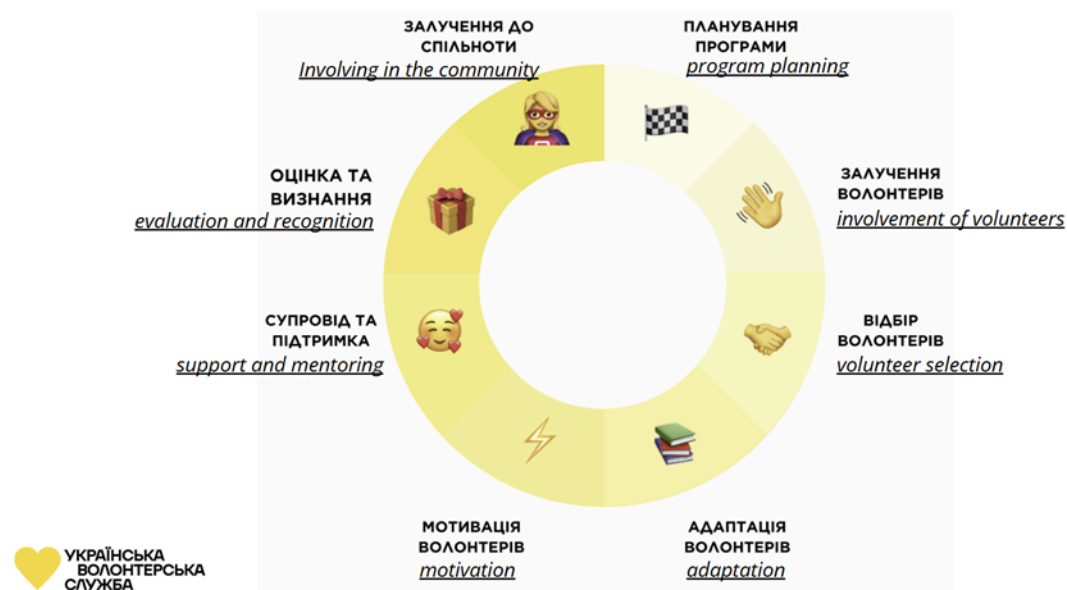 ЗАЛУЧЕННЯ ДО
СПІЛЬНОТИ
Involving in the community
ПЛАНУВАННЯ
ПРОГРАМИ
program planning
ОЦІНКА ТА
ВИЗНАННЯ
evaluation and recognition
ЗАЛУЧЕННЯ
ВОЛОНТЕРІВ
involvement of volunteers
СУПРОВІД ТА
ПІДТРИМКА
support and mentoring
ВІДБІР
ВОЛОНТЕРІВ
volunteer selection
МОТИВАЦІЯ
ВОЛОНТЕРІВ
motivation
АДАПТАЦІЯ
ВОЛОНТЕРІВ
adaptation
УКРАЇНСЬКА
ВОЛОНТЕРСЬКА
СЛУЖБА